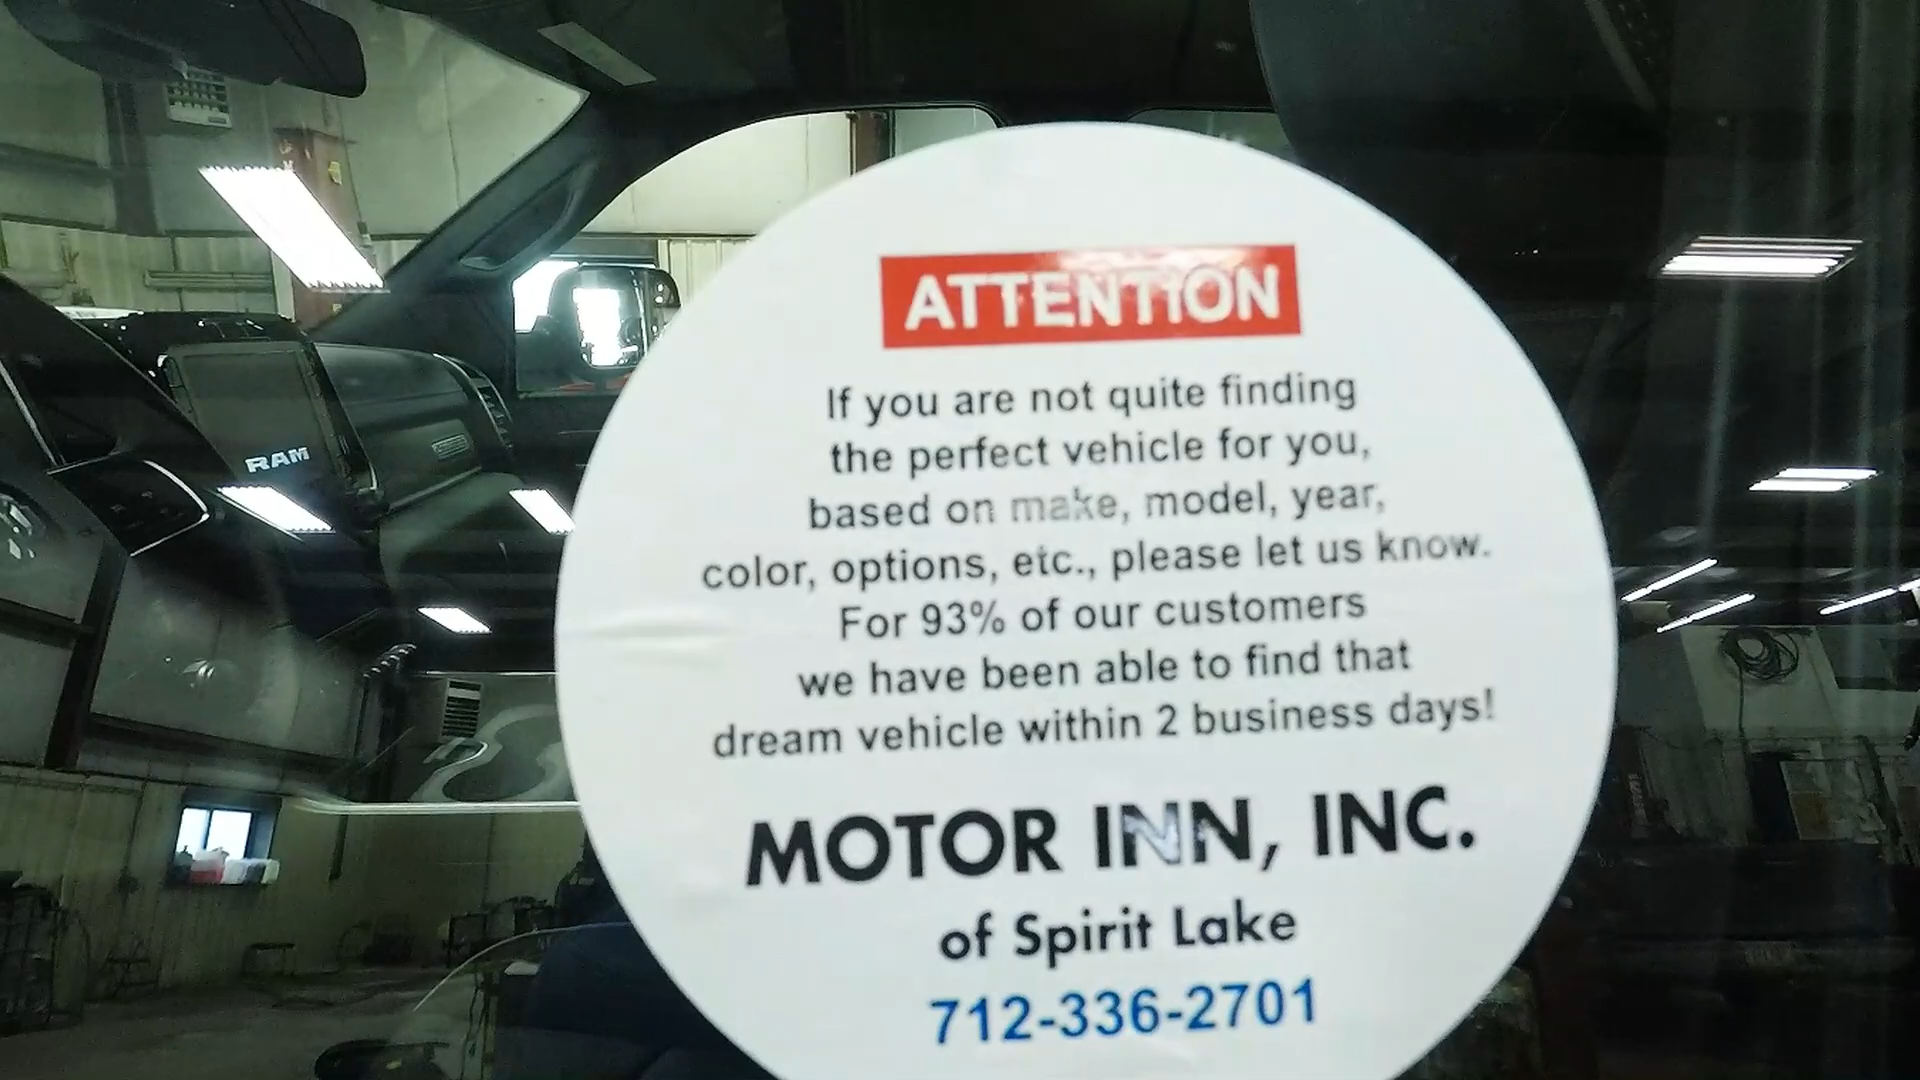 RAM
ATTENTION
If you are not quite finding
the perfect vehicle for you,
based on make, model, year,
color, options, etc., please let us know.
For 93% of our customers
we have been able to find that
dream vehicle within 2 business days!
MOTOR INN, INC.
of Spirit Lake
712-336-2701